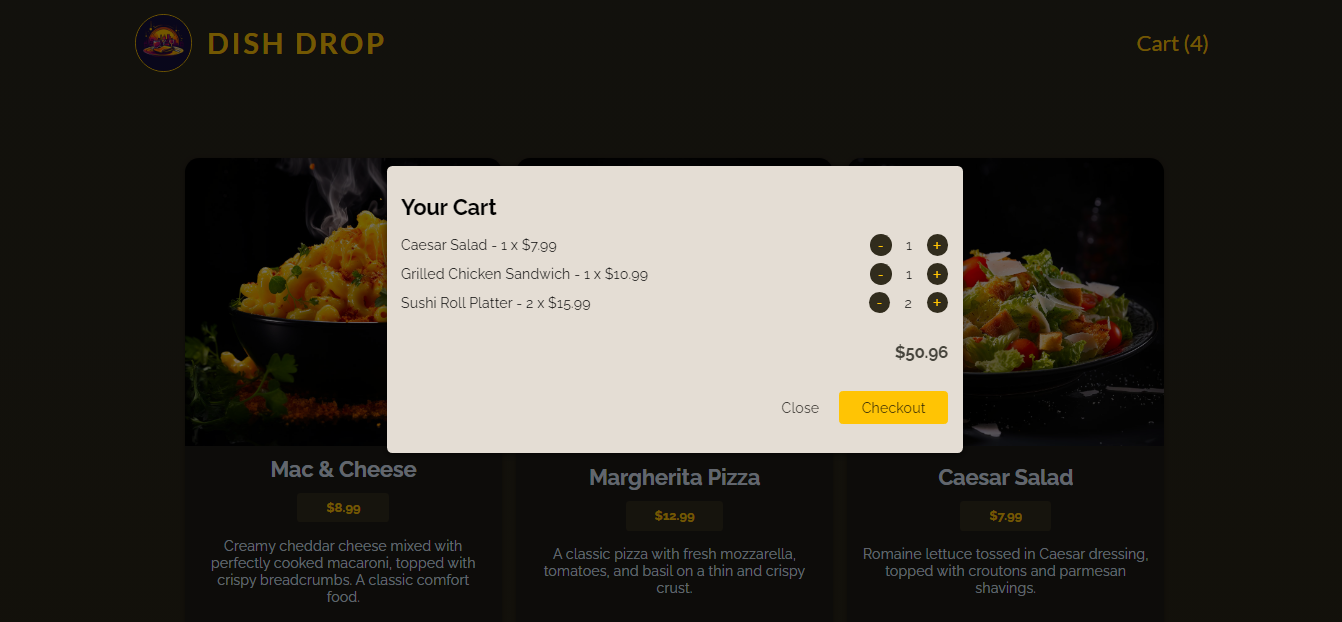 DISH DROP
Cart (4)
Your Cart
Caesar Salad - 1 x $7.99
- 1 +
Grilled Chicken Sandwich - 1 x $10.99
- 1 +
Sushi Roll Platter - 2 x $15.99
- 2 +
$50.96
Close
Checkout
Mac & Cheese
$8.99
Creamy cheddar cheese mixed with
perfectly cooked macaroni, topped with
crispy breadcrumbs. A classic comfort
food.
Margherita Pizza
$12.99
A classic pizza with fresh mozzarella,
tomatoes, and basil on a thin and crispy
crust.
Caesar Salad
$7.99
Romaine lettuce tossed in Caesar dressing,
topped with croutons and parmesan
shavings.